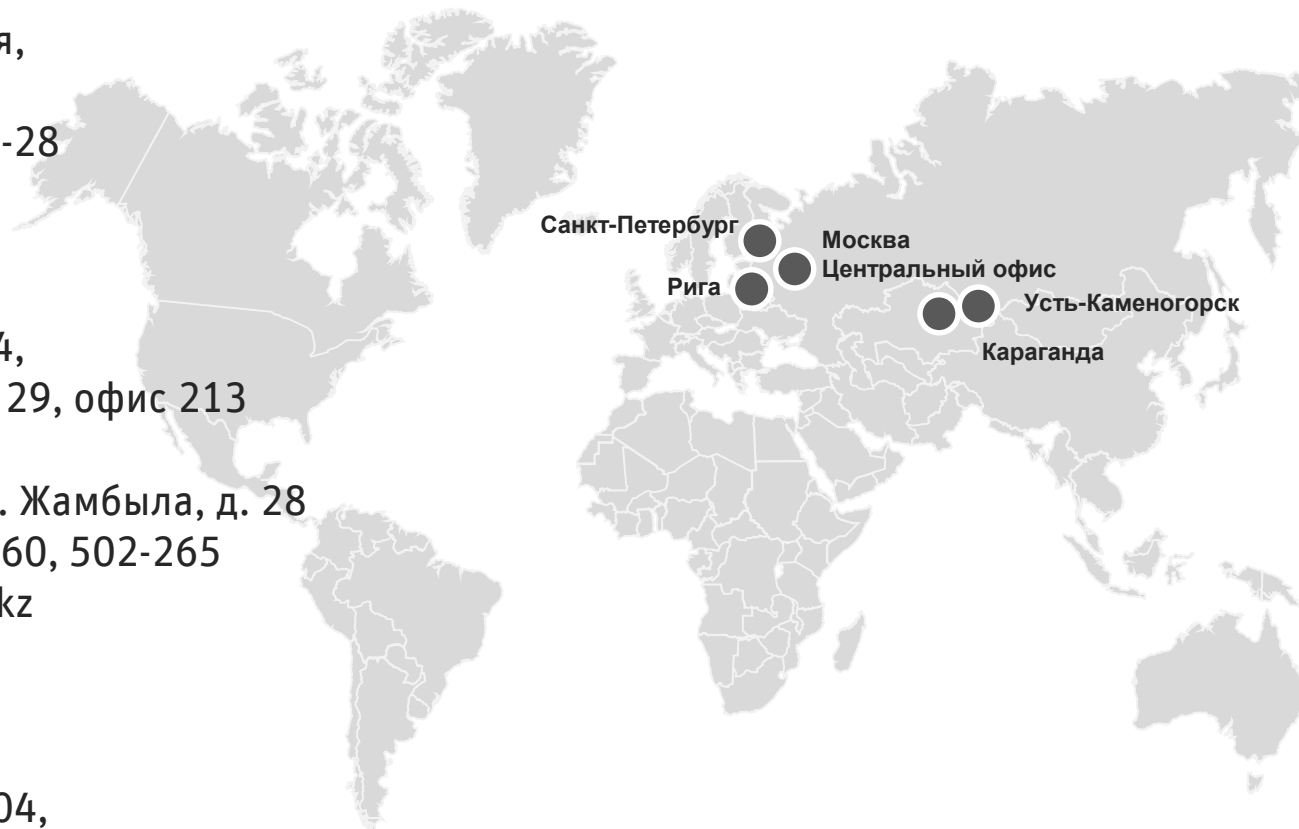 я,
-28
4,
29, офис 213
. Жамбыла, д. 28
60, 502-265
kz
04,
Санкт-Петербург
Москва
Центральный офис
Рига
Усть-Каменогорск
Караганда